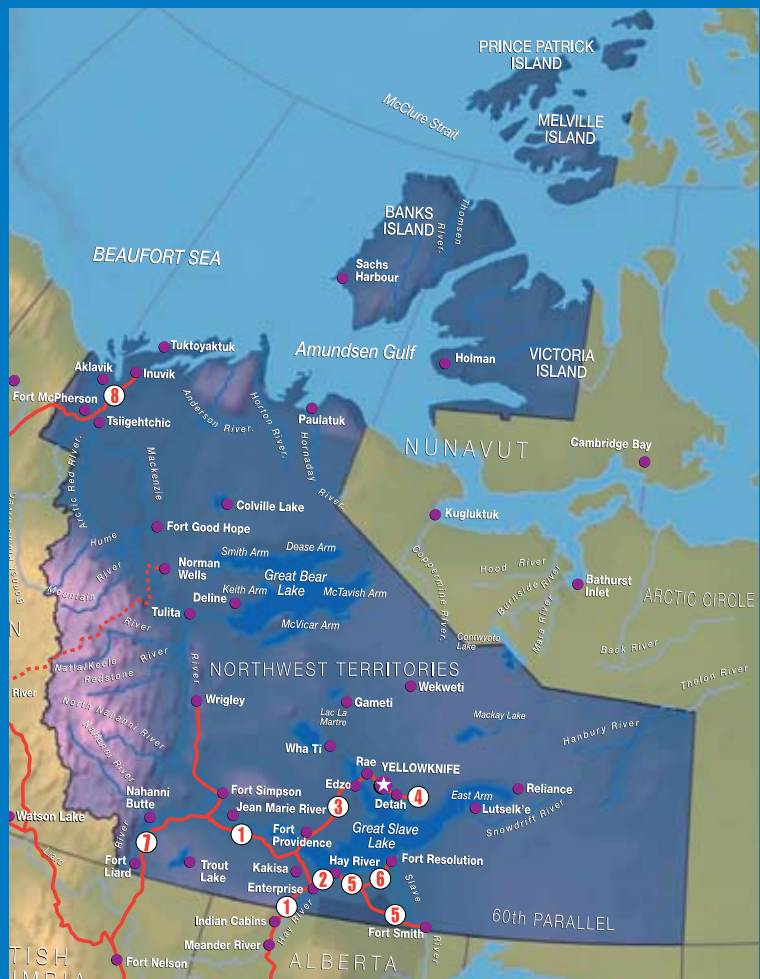 PRINCE PATRICK
ISLAND
McClure Strait
MELVILLE
ISLAND
BANKS
ISLAND
Thomsen
River.
BEAUFORT SEA
Sachs
Harbour
Tuktoyaktuk
Amundsen Gulf
Holman
VICTORIA
ISLAND
Aklavik
Inuvik
8
Fort McPherson
Tsiigehtchic
Anderson River.
Horton River.
Paulatuk
Hornaday
River.
NUNAVUT
Cambridge Bay
Arctic Red River.
Mackenzie
Colville Lake
Kugluktuk
Fort Good Hope
Hume
River
Smith Arm
Dease Arm
Norman
Wells
Great Bear
Lake
Keith Arm
McTavish Arm
Deline
Mountain
Tulita
McVicar Arm
River
Coppermine River.
Hood River
Burnside River
Bathurst
Inlet
Mara River
ARCTIC CIRCLE
Contwoyto
Lake
Back River
Thelon River
N
Natla/Keele River
Redstone
River
NORTHWEST TERRITORIES
River
Wrigley
Wekweti
Gameti
Lac La
Martre
Mackay Lake
North Nahanni River
Nahanni River
Hanbury River
Wha Ti
Rae
YELLOWKNIFE
Edzo
Detah
4
3
Reliance
East Arm
Lutselk'e
Snowdrift River
Nahanni
Butte
Fort Simpson
Jean Marie River
Watson Lake
7
1
Fort
Providence
Great Slave
Lake
River
Liard
Fort
Liard
Trout
Lake
Kakisa
Hay River
Fort Resolution
2
5
6
Slave
Enterprise
1
5
60th PARALLEL
Indian Cabins
Hay River
Fort Smith
Meander River
River
Fort Nelson
ALBERTA
TISH
IMBIA